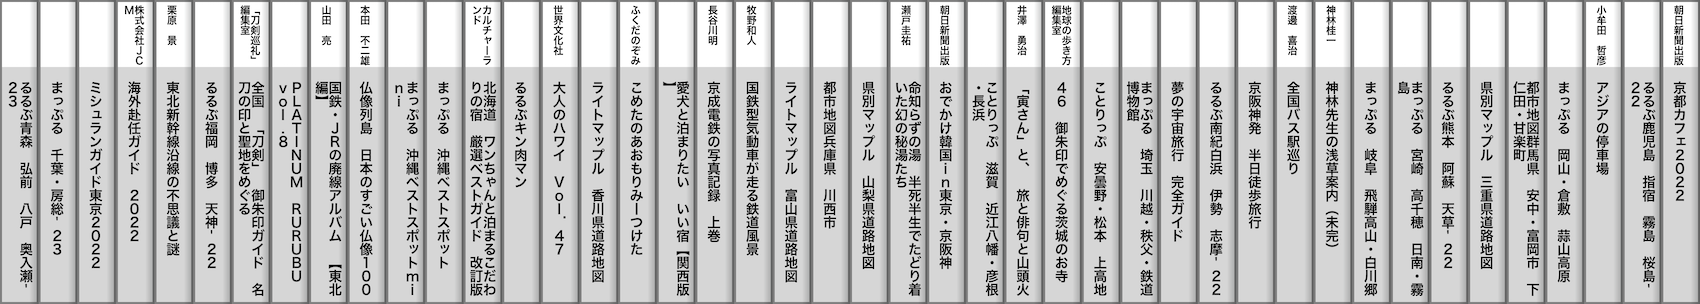 朝日新聞出版
京都カフェ2022
るるぶ鹿児島　指宿　霧島　桜島'
22
小牟田　哲彦
アジアの停車場
まっぷる　岡山・倉敷　蒜山高原
都市地図群馬県　安中・富岡市　下
仁田・甘楽町
県別マップル　三重県道路地図
るるぶ熊本　阿蘇　天草'22
まっぷる　宮崎　高千穂　日南・霧
島
まっぷる　岐阜　飛騨高山・白川郷
神林桂一
神林先生の浅草案内（未完）
渡邊　喜治
全国バス駅巡り
京阪神発　半日徒歩旅行
るるぶ南紀白浜　伊勢　志摩'22
夢の宇宙旅行　完全ガイド
まっぷる　埼玉　川越・秩父・鉄道
博物館
ことりっぷ　安曇野・松本　上高地
地球の歩き方
編集室
46　御朱印でめぐる茨城のお寺
井澤　勇治
「寅さん」と、　旅と俳句と山頭火
ことりっぷ　滋賀　近江八幡・彦根
・長浜
朝日新聞出版
おでかけ韓国in東京・京阪神
瀬戸圭祐
命知らずの湯　半死半生でたどり着
いた幻の秘湯たち
県別マップル　山梨県道路地図
都市地図兵庫県　川西市
ライトマップル　富山県道路地図
牧野和人
国鉄型気動車が走る鉄道風景
長谷川明
京成電鉄の写真記録　上巻
愛犬と泊まりたい　いい宿【関西版
】
ふくだのぞみ
こめたのあおもりみーつけた
ライトマップル　香川県道路地図
世界文化社
大人のハワイ　Vol．47
るるぶキン肉マン
カルチャーラ
ンド
北海道　ワンちゃんと泊まるこだわ
りの宿　厳選ベストガイド　改訂版
まっぷる　沖縄ベストスポット
まっぷる　沖縄ベストスポットmi
ni
本田　不二雄
仏像列島　日本のすごい仏像100
山田　亮
国鉄・JRの廃線アルバム　【東北
編】
PLATINUM　RURUBU
vol．8
「刀剣巡礼」
編集室
全国　「刀剣」　御朱印ガイド　名
刀の印と聖地をめぐる
るるぶ福岡　博多　天神'22
栗原　景
東北新幹線沿線の不思議と謎
株式会社JC
M
海外赴任ガイド　2022
ミシュランガイド東京2022
まっぷる　千葉・房総'23
るるぶ青森　弘前　八戸　奥入瀬'
23